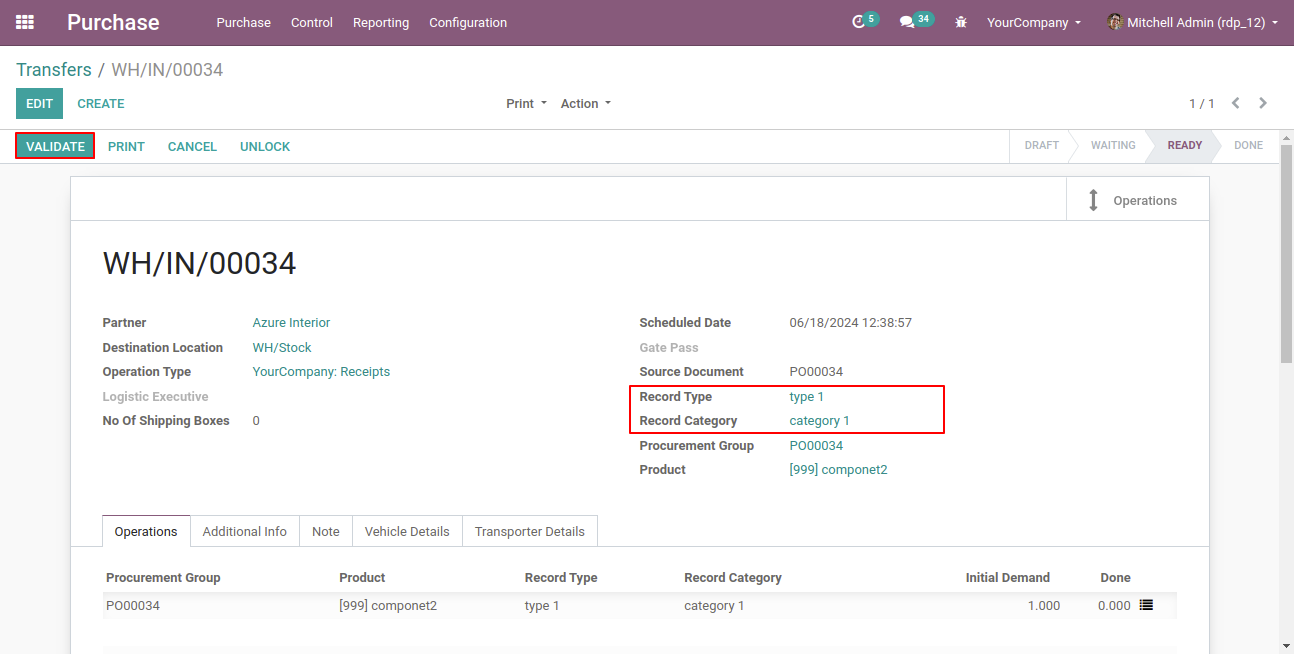 Purchase Purchase Control Reporting Configuration 5 34 YourCompany Mitchell Admin (rdp_12)
Transfers / WH/IN/00034
EDIT CREATE Print Action 1 / 1
VALIDATE PRINT CANCEL UNLOCK DRAFT WAITING READY DONE
Operations
WH/IN/00034
Partner Azure Interior Scheduled Date 06/18/2024 12:38:57
Destination Location WH/Stock Gate Pass
Operation Type YourCompany: Receipts Source Document PO00034
Logistic Executive Record Type type 1
No Of Shipping Boxes 0 Record Category category 1
Procurement Group PO00034
Product [999] componet2
Operations Additional Info Note Vehicle Details Transporter Details
Procurement Group Product Record Type Record Category Initial Demand Done
PO00034 [999] componet2 type 1 category 1 1.000 0.000